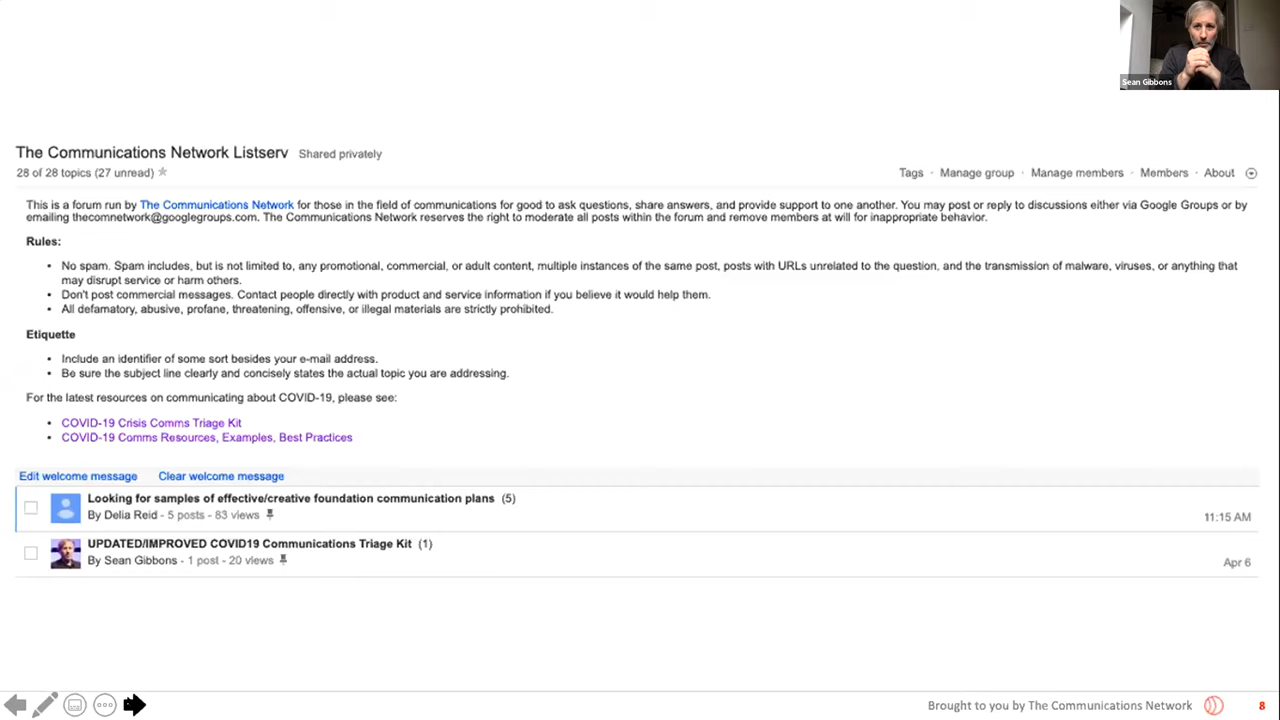 Sean Gibbons
The Communications Network Listserv Shared privately
28 of 28 topics (27 unread)
Tags · Manage group · Manage members · Members · About
This is a forum run by The Communications Network for those in the field of communications for good to ask questions, share answers, and provide support to one another. You may post or reply to discussions either via Google Groups or by
emailing thecomnetwork@googlegroups.com. The Communications Network reserves the right to moderate all posts within the forum and remove members at will for inappropriate behavior.
Rules:
• No spam. Spam includes, but is not limited to, any promotional, commercial, or adult content, multiple instances of the same post, posts with URLs unrelated to the question, and the transmission of malware, viruses, or anything that
may disrupt service or harm others.
• Don't post commercial messages. Contact people directly with product and service information if you believe it would help them.
• All defamatory, abusive, profane, threatening, offensive, or illegal materials are strictly prohibited.
Etiquette
• Include an identifier of some sort besides your e-mail address.
• Be sure the subject line clearly and concisely states the actual topic you are addressing.
For the latest resources on communicating about COVID-19, please see:
• COVID-19 Crisis Comms Triage Kit
• COVID-19 Comms Resources, Examples, Best Practices
Edit welcome message Clear welcome message
Looking for samples of effective/creative foundation communication plans (5)
By Delia Reid - 5 posts - 83 views
11:15 AM
UPDATED/IMPROVED COVID19 Communications Triage Kit (1)
By Sean Gibbons - 1 post - 20 views
Apr 6
Brought to you by The Communications Network 8